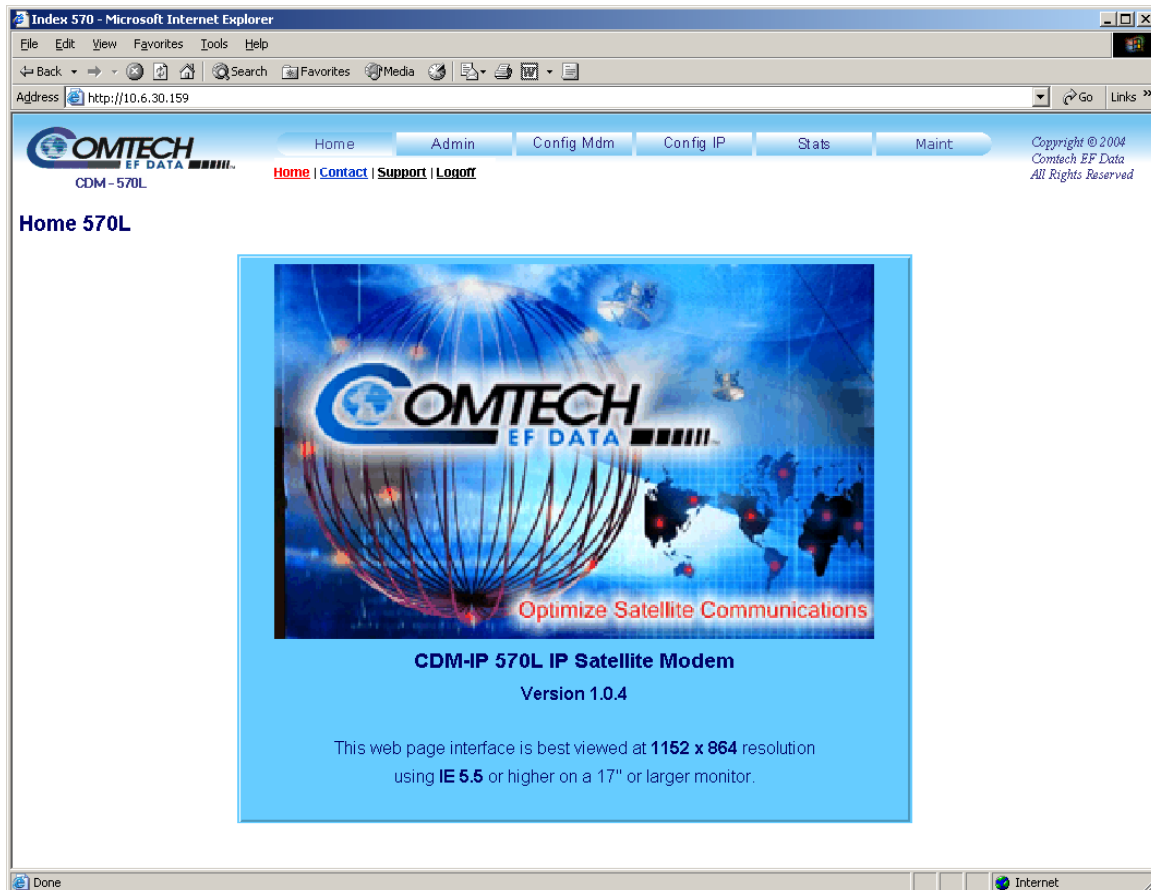 Index 570 - Microsoft Internet Explorer
File Edit View Favorites Tools Help
Back Search Favorites Media
Address http://10.6.30.159 Go Links »
COMTECH
EF DATA
CDM - 570L
Home Admin Config Mdm Config IP Stats Maint
Home | Contact | Support | Logoff
Copyright © 2004
Comtech EF Data
All Rights Reserved
Home 570L
COMTECH
EF DATA
Optimize Satellite Communications
CDM-IP 570L IP Satellite Modem
Version 1.0.4
This web page interface is best viewed at 1152 x 864 resolution
using IE 5.5 or higher on a 17" or larger monitor.
Done Internet